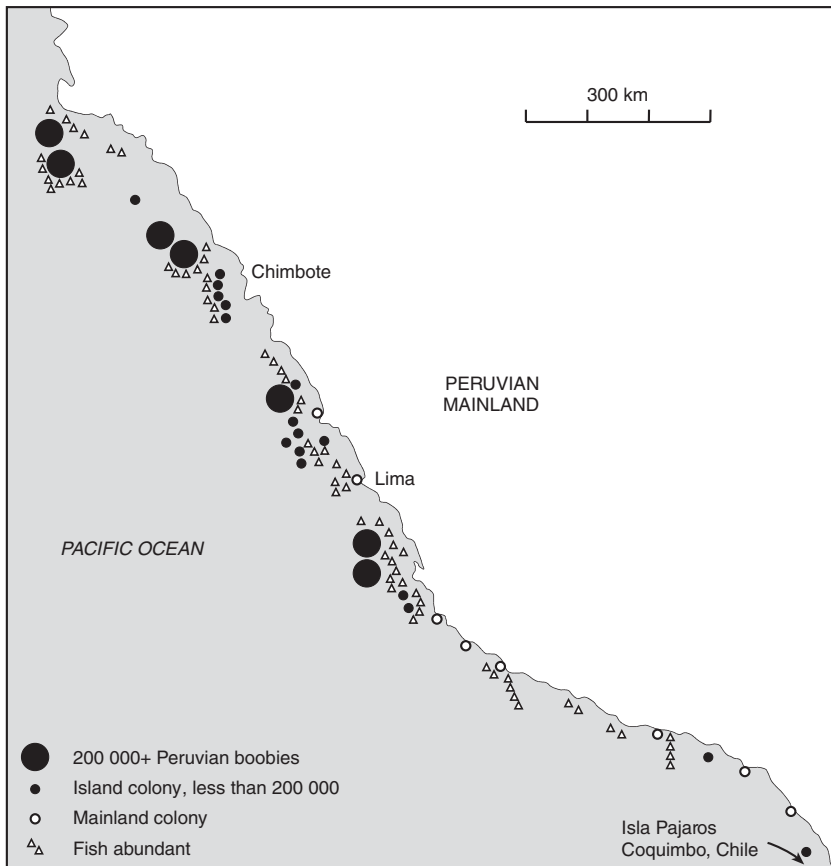 300 km
Chimbote
PERUVIAN
MAINLAND
Lima
PACIFIC OCEAN
200 000+ Peruvian boobies
Island colony, less than 200 000
Mainland colony
Fish abundant
Isla Pajaros
Coquimbo, Chile